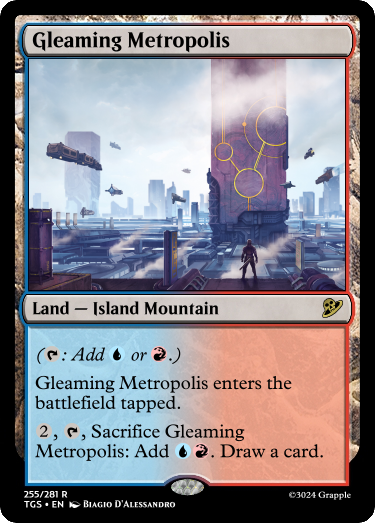 Gleaming Metropolis
Land — Island Mountain
(: Add or .)
Gleaming Metropolis enters the
battlefield tapped.
2, , Sacrifice Gleaming
Metropolis: Add . Draw a card.
255/281 R
TGS • EN Biagio D'Alessandro
©3024 Grapple